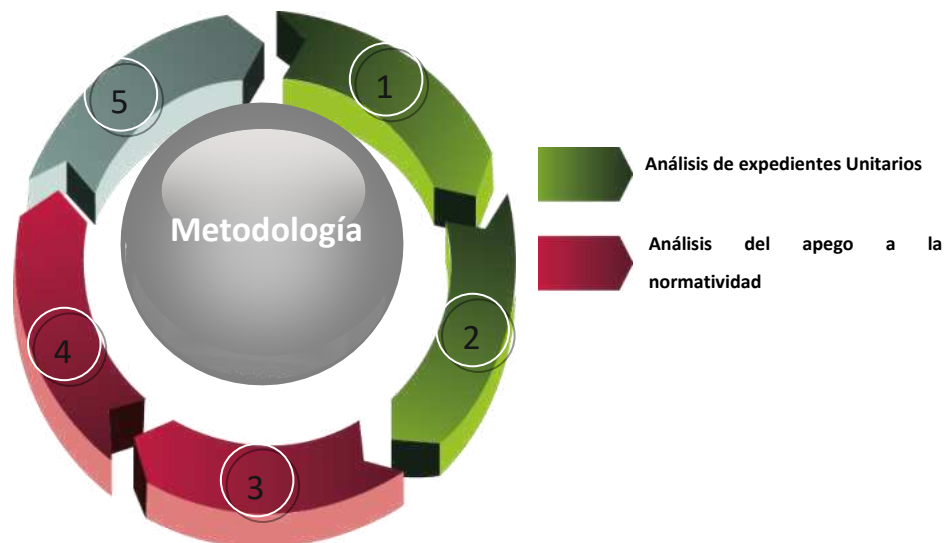 1
5
Análisis de expedientes Unitarios
Metodología
Análisis del apego a la
normatividad
2
4
3